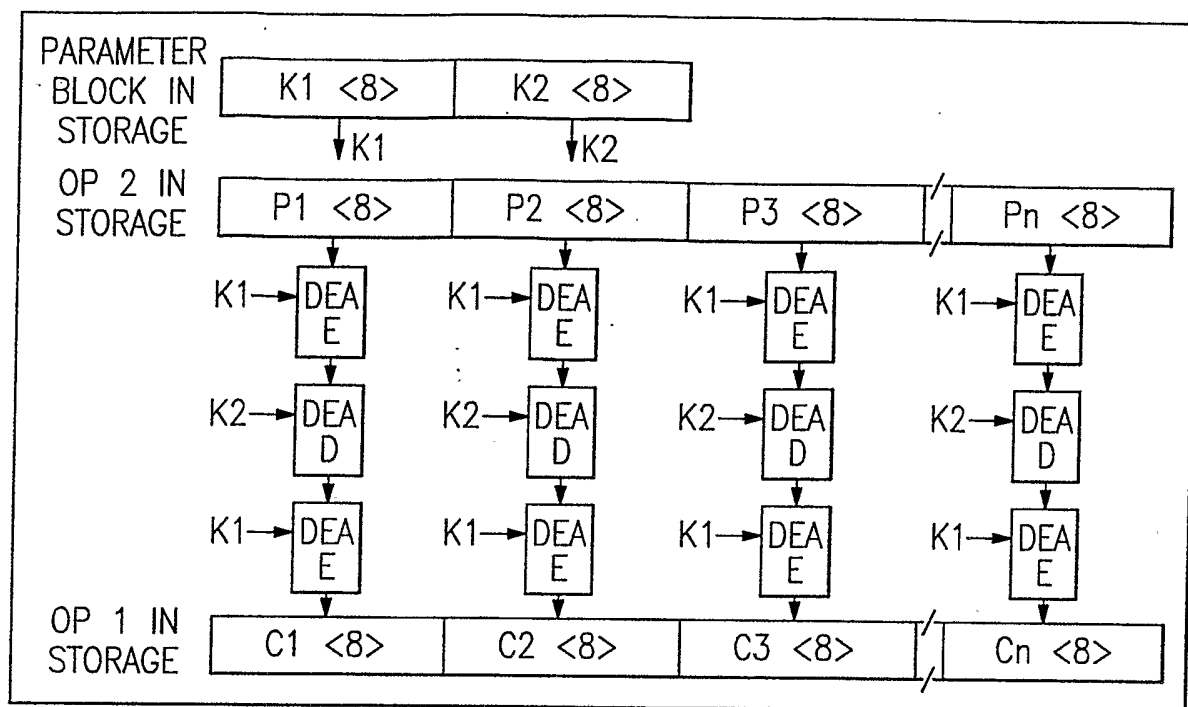 PARAMETER
BLOCK IN
STORAGE
K1 <8> K2 <8>
K1 K2
OP 2 IN
STORAGE
P1 <8> P2 <8> P3 <8> Pn <8>
K1 DEA E K1 DEA E K1 DEA E K1 DEA E
K2 DEA D K2 DEA D K2 DEA D K2 DEA D
K1 DEA E K1 DEA E K1 DEA E K1 DEA E
OP 1 IN
STORAGE
C1 <8> C2 <8> C3 <8> Cn <8>